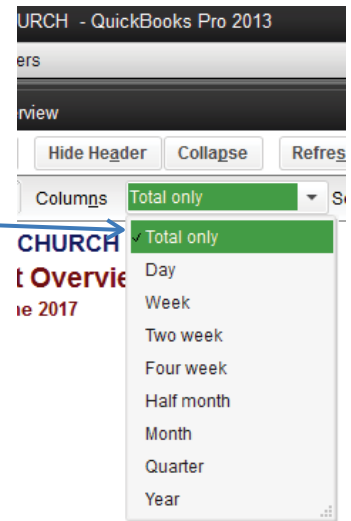 URCH - QuickBooks Pro 2013
ers
rview
Hide Header Collapse Refres
Columns Total only S
CHURCH
t Overvie
ne 2017
Total only
Day
Week
Two week
Four week
Half month
Month
Quarter
Year